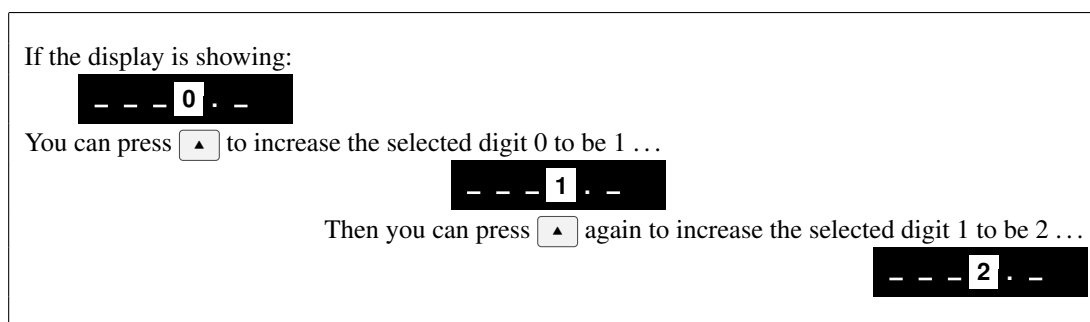 If the display is showing:
_ _ _ 0 . _
You can press ▲ to increase the selected digit 0 to be 1 . . .
_ _ _ 1 . _
Then you can press ▲ again to increase the selected digit 1 to be 2 . . .
_ _ _ 2 . _